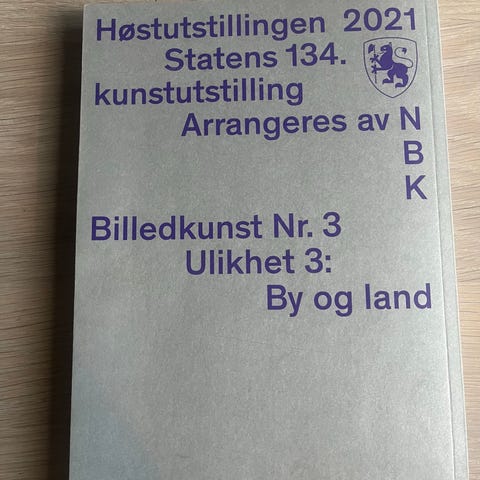 Høstutstillingen 2021
Statens 134.
kunstutstilling
Arrangeres av N
B
K
Billedkunst Nr. 3
Ulikhet 3:
By og land